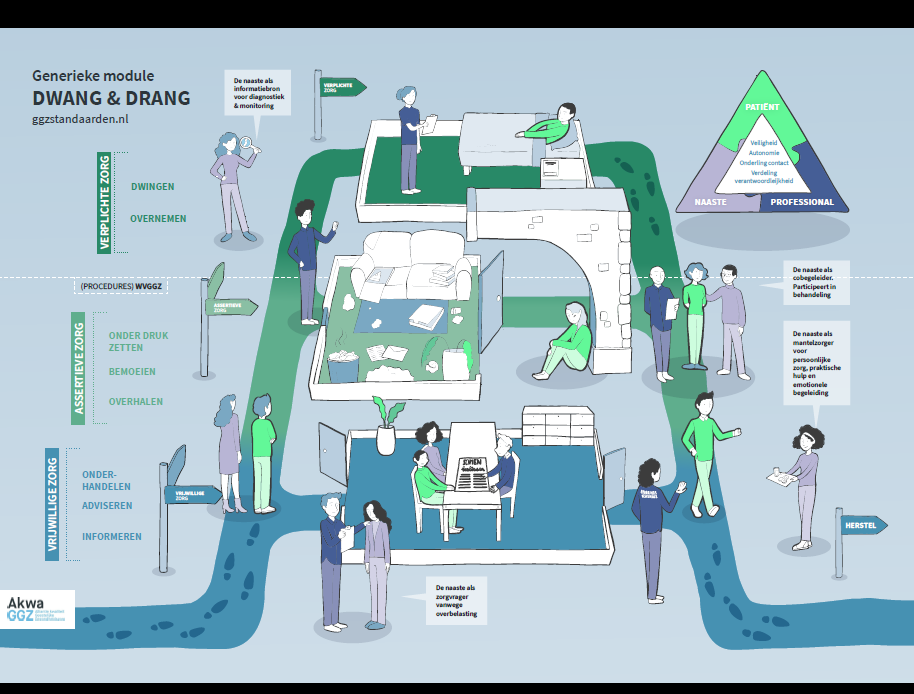 Generieke module
DWANG & DRANG
ggzstandaarden.nl
De naaste als
informatiebron
voor diagnostiek
& monitoring
VERPLICHTE
ZORG
PATIËNT
Veiligheid
Autonomie
Onderling contact
Verdeling
verantwoordelijkheid
NAASTE
PROFESSIONAL
VERPLICHTE ZORG
DWINGEN
OVERNEMEN
(PROCEDURES) WVGGZ
ASSERTIEVE
ZORG
ASSERTIEVE ZORG
ONDER DRUK
ZETTEN
BEMOEIEN
OVERHALEN
De naaste als
cobegeleider.
Participeert in
behandeling
De naaste als
mantelzorger
voor
persoonlijke
zorg, praktische
hulp en
emotionele
begeleiding
VRIJWILLIGE ZORG
ONDER-
HANDELEN
ADVISEREN
INFORMEREN
VRIJWILLIGE
ZORG
HERSTEL
De naaste als
zorgvrager
vanwege
overbelasting
Akwa
GGZ